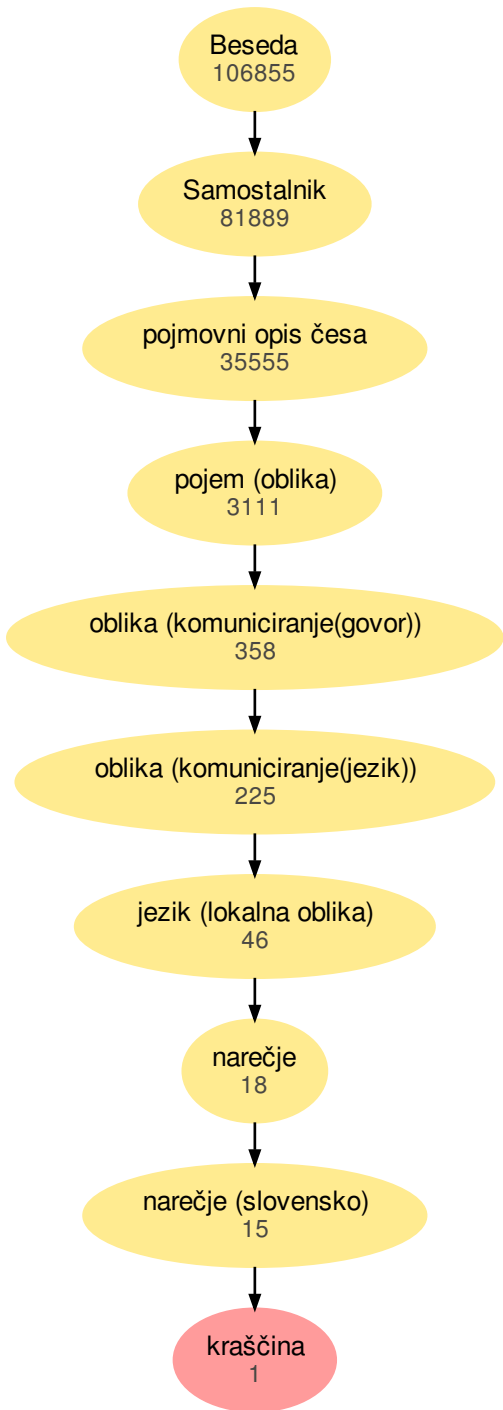 Beseda
106855
Samostalnik
81889
pojmovni opis česa
35555
pojem (oblika)
3111
oblika (komuniciranje(govor))
358
oblika (komuniciranje(jezik))
225
jezik (lokalna oblika)
46
narečje
18
narečje (slovensko)
15
kraščina
1